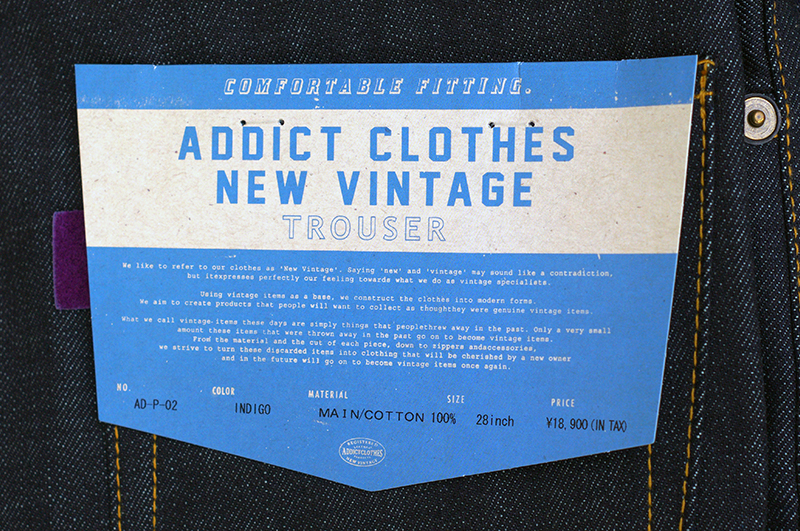 COMFORTABLE FITTING.
ADDICT CLOTHES
NEW VINTAGE
TROUSER
We like to refer to our clothes as 'New Vintage'. Saying 'new' and 'vintage' may sound like a contradiction,
but itexpresses perfectly our feeling towards what we do as vintage specialists.
Using vintage items as a base, we construct the clothes into modern forms.
We aim to create products that people will want to collect as thoughthey were genuine vintage items.
What we call vintage items these days are simply things that peoplethrew away in the past. Only a very small
amount these items that were thrown away in the past go on to become vintage items.
From the material and the cut of each piece, down to zippers andaccessories,
we strive to turn these discarded items into clothing that will be cherished by a new owner
and in the future will go on to become vintage items once again.
NO. COLOR MATERIAL SIZE PRICE
AD-P-02 INDIGO MAIN/COTTON 100% 28inch ¥18,900(IN TAX)
REGISTERED
ADDICTCLOTHES
NEW VINTAGE